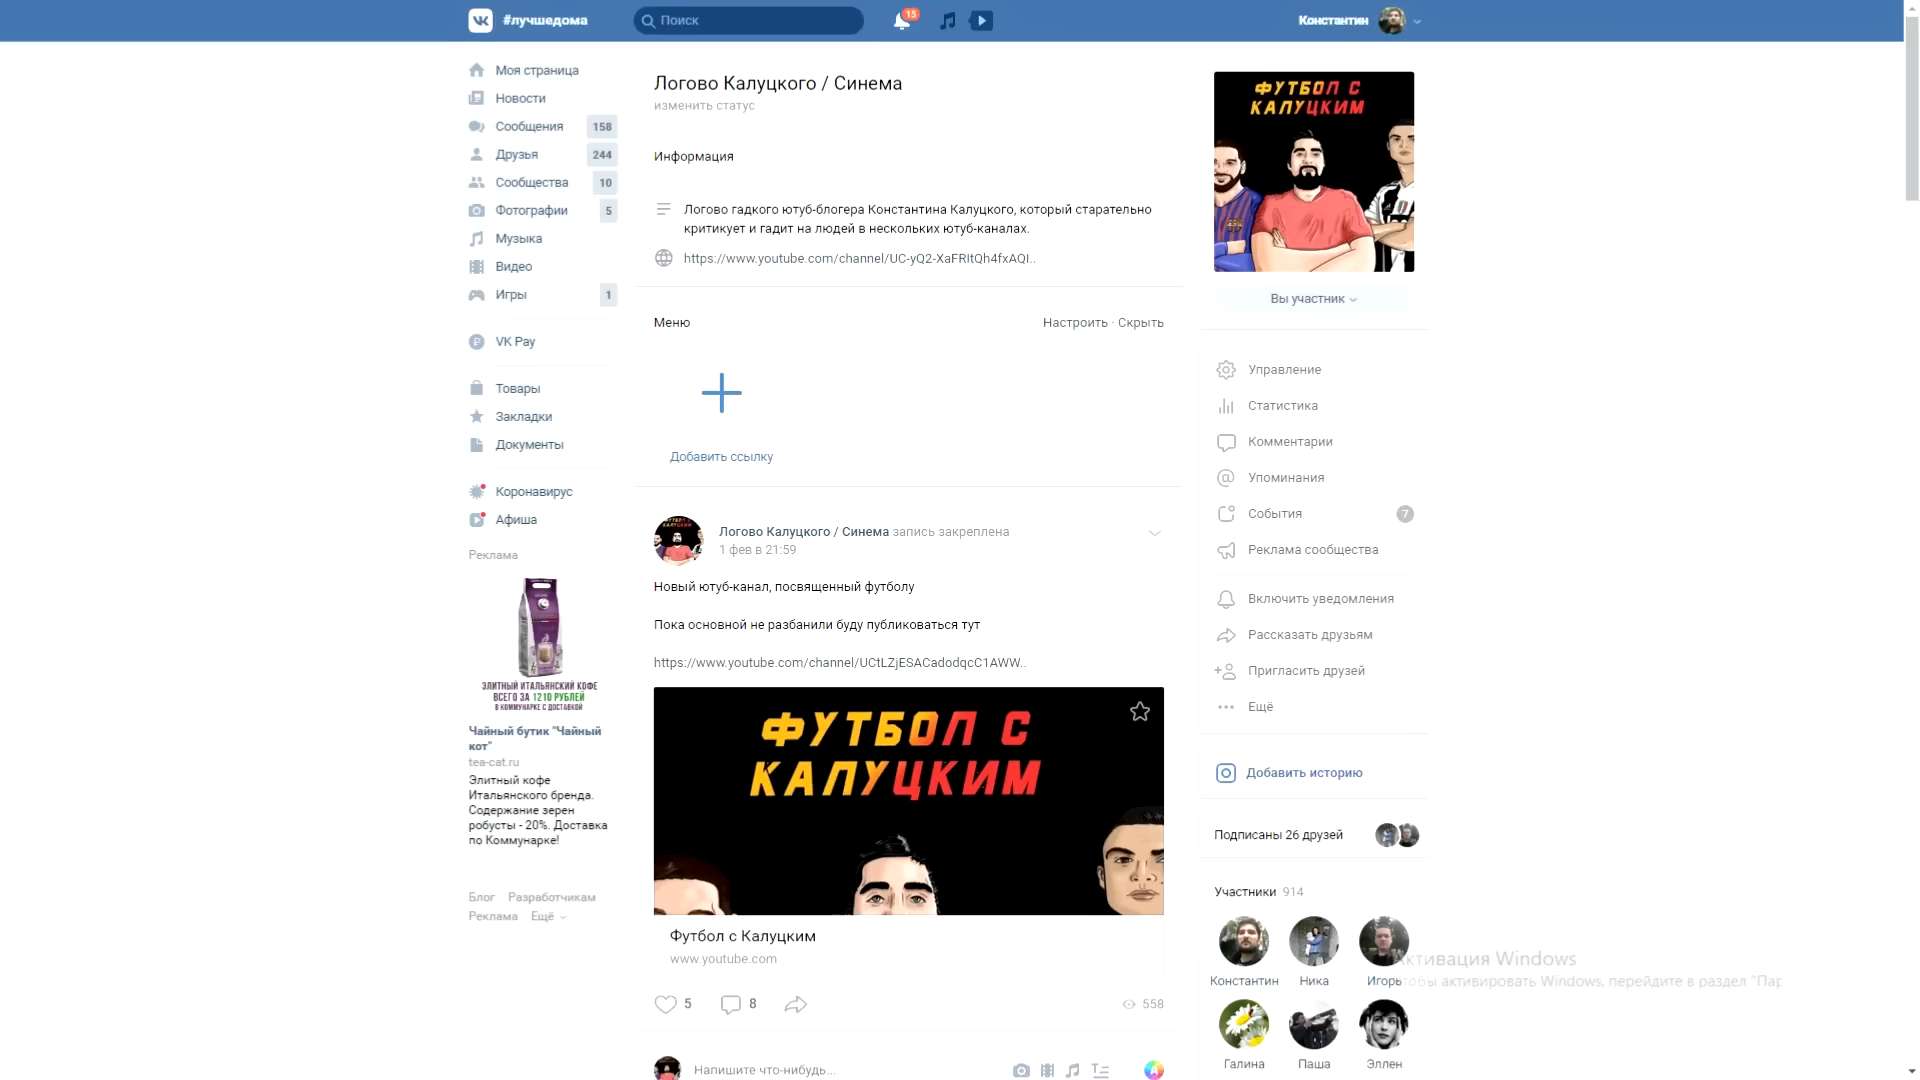 #лучшедома
Поиск
15
Константин
Моя страница
Новости
Сообщения 158
Друзья 244
Сообщества 10
Фотографии 5
Музыка
Видео
Игры 1
VK Pay
Товары
Закладки
Документы
Коронавирус
Афиша
Реклама
ЭЛИТНЫЙ ИТАЛЬЯНСКИЙ КОФЕ
ВСЕГО ЗА 1210 РУБЛЕЙ
В КОММУНАРКЕ С ДОСТАВКОЙ
Чайный бутик "Чайный
кот"
tea-cat.ru
Элитный кофе
Итальянского бренда.
Содержание зерен
робусты - 20%. Доставка
по Коммунарке!
Блог Разработчикам
Реклама Ещё
Логово Калуцкого / Синема
изменить статус
Информация
Логово гадкого ютуб-блогера Константина Калуцкого, который старательно
критикует и гадит на людей в нескольких ютуб-каналах.
https://www.youtube.com/channel/UC-yQ2-XaFRItQh4fxAQI..
Меню
Настроить · Скрыть
Добавить ссылку
Логово Калуцкого / Синема запись закреплена
1 фев в 21:59
Новый ютуб-канал, посвященный футболу
Пока основной не разбанили буду публиковаться тут
https://www.youtube.com/channel/UCtLZjESACadodqcC1AWW..
ФУТБОЛ С
КАЛУЦКИМ
Футбол с Калуцким
www.youtube.com
5 8 558
Напишите что-нибудь...
ФУТБОЛ С
КАЛУЦКИМ
Вы участник
Управление
Статистика
Комментарии
Упоминания
События 7
Реклама сообщества
Включить уведомления
Рассказать друзьям
Пригласить друзей
Ещё
Добавить историю
Подписаны 26 друзей
Участники 914
Константин Ника Игорь
Галина Паша Эллен
Активация Windows
Чтобы активировать Windows, перейдите в раздел "Пар